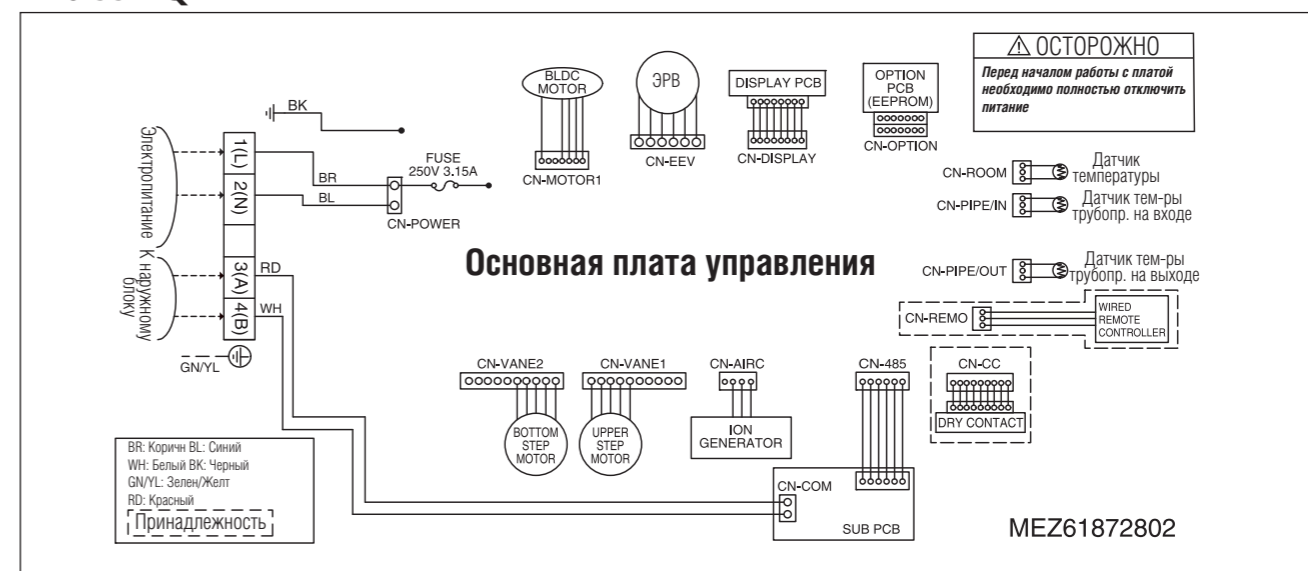 ОСТОРОЖНО
Перед началом работы с платой
необходимо полностью отключить
питание
BK
Электропитание
1(L)
2(N)
BR
BL
FUSE
250V 3.15A
CN-POWER
BLDC
MOTOR
CN-MOTOR1
ЭРВ
CN-EEV
DISPLAY PCB
CN-DISPLAY
OPTION
PCB
(EEPROM)
CN-OPTION
CN-ROOM
Датчик
температуры
CN-PIPE/IN
Датчик тем-ры
трубопр. на входе
Основная плата управления
CN-PIPE/OUT
Датчик тем-ры
трубопр. на выходе
К наружному
блоку
3(A)
4(B)
RD
WH
GN/YL
CN-REMO
WIRED
REMOTE
CONTROLLER
CN-VANE2
BOTTOM
STEP
MOTOR
CN-VANE1
UPPER
STEP
MOTOR
CN-AIRC
ION
GENERATOR
CN-485
CN-CC
DRY CONTACT
CN-COM
SUB PCB
BR: Коричн BL: Синий
WH: Белый BK: Черный
GN/YL: Зелен/Желт
RD: Красный
Принадлежность
MEZ61872802